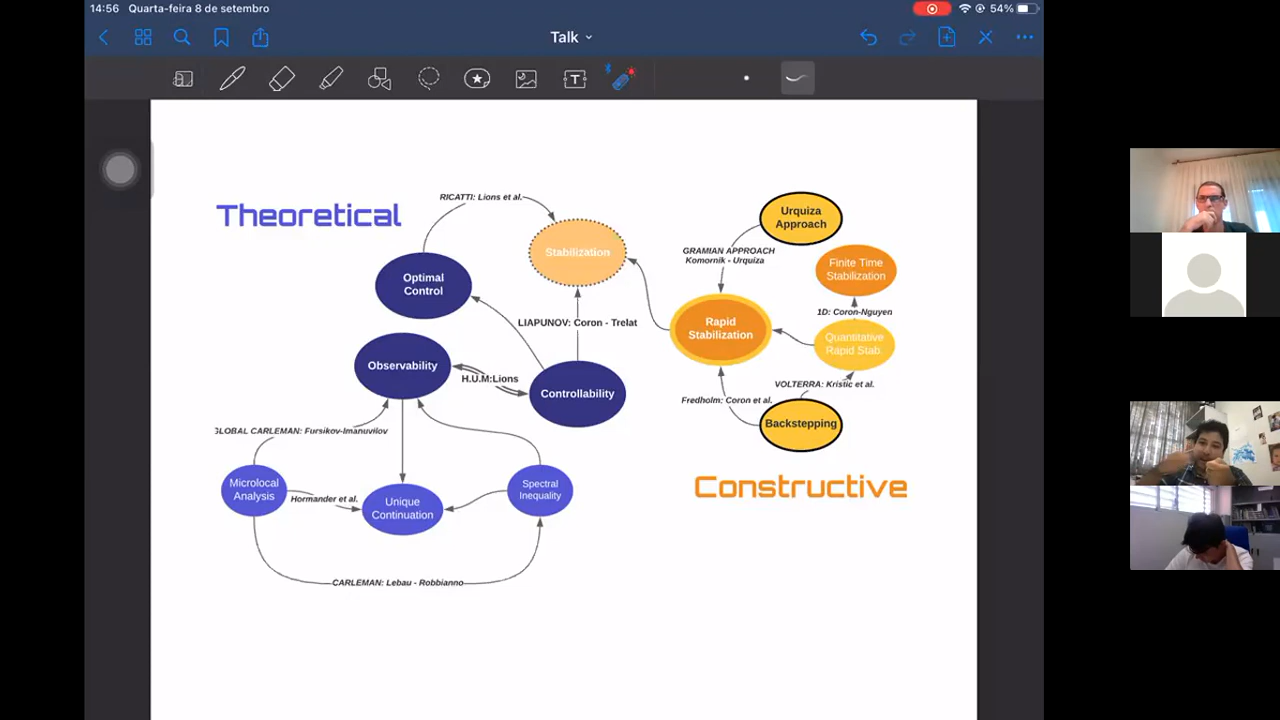 14:56 Quarta-feira 8 de setembro
54%
Talk
T
Theoretical
RICATTI: Lions et al.
Stabilization
Urquiza
Approach
GRAMIAN APPROACH
Komornik - Urquiza
Finite Time
Stabilization
Optimal
Control
1D: Coron-Nguyen
LIAPUNOV: Coron - Trelat
Rapid
Stabilization
Quantitative
Rapid Stab.
Observability
H.U.M:Lions
Controllability
VOLTERRA: Kristic et al.
Fredholm: Coron et al.
Backstepping
GLOBAL CARLEMAN: Fursikov-Imanuvilov
Microlocal
Analysis
Hormander et al.
Unique
Continuation
Spectral
Inequality
Constructive
CARLEMAN: Lebau - Robbianno